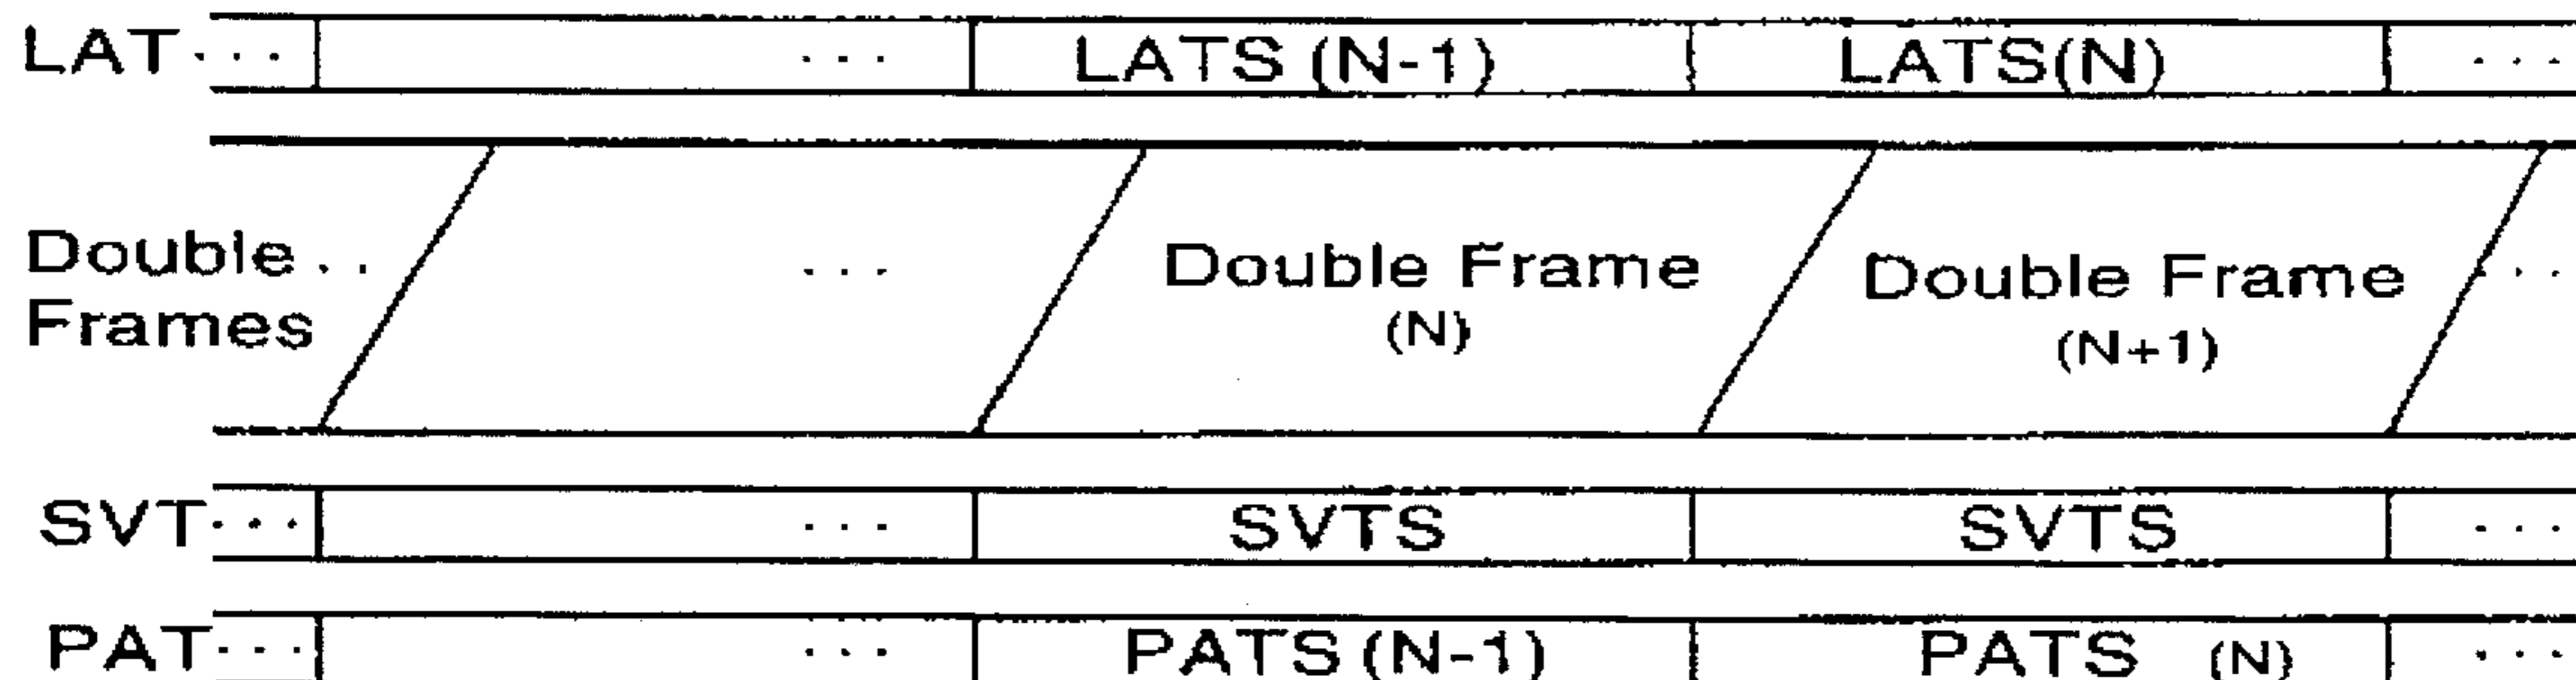 LAT ... ... LATS (N-1) LATS(N) ...
Double .. ... Double Frame Double Frame ...
Frames (N) (N+1)
SVT ... ... SVTS SVTS ...
PAT ... ... PATS (N-1) PATS (N) ...